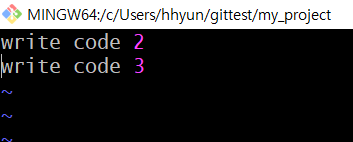 MINGW64:/c/Users/hhyun/gittest/my_project
write code 2
write code 3
~
~
~